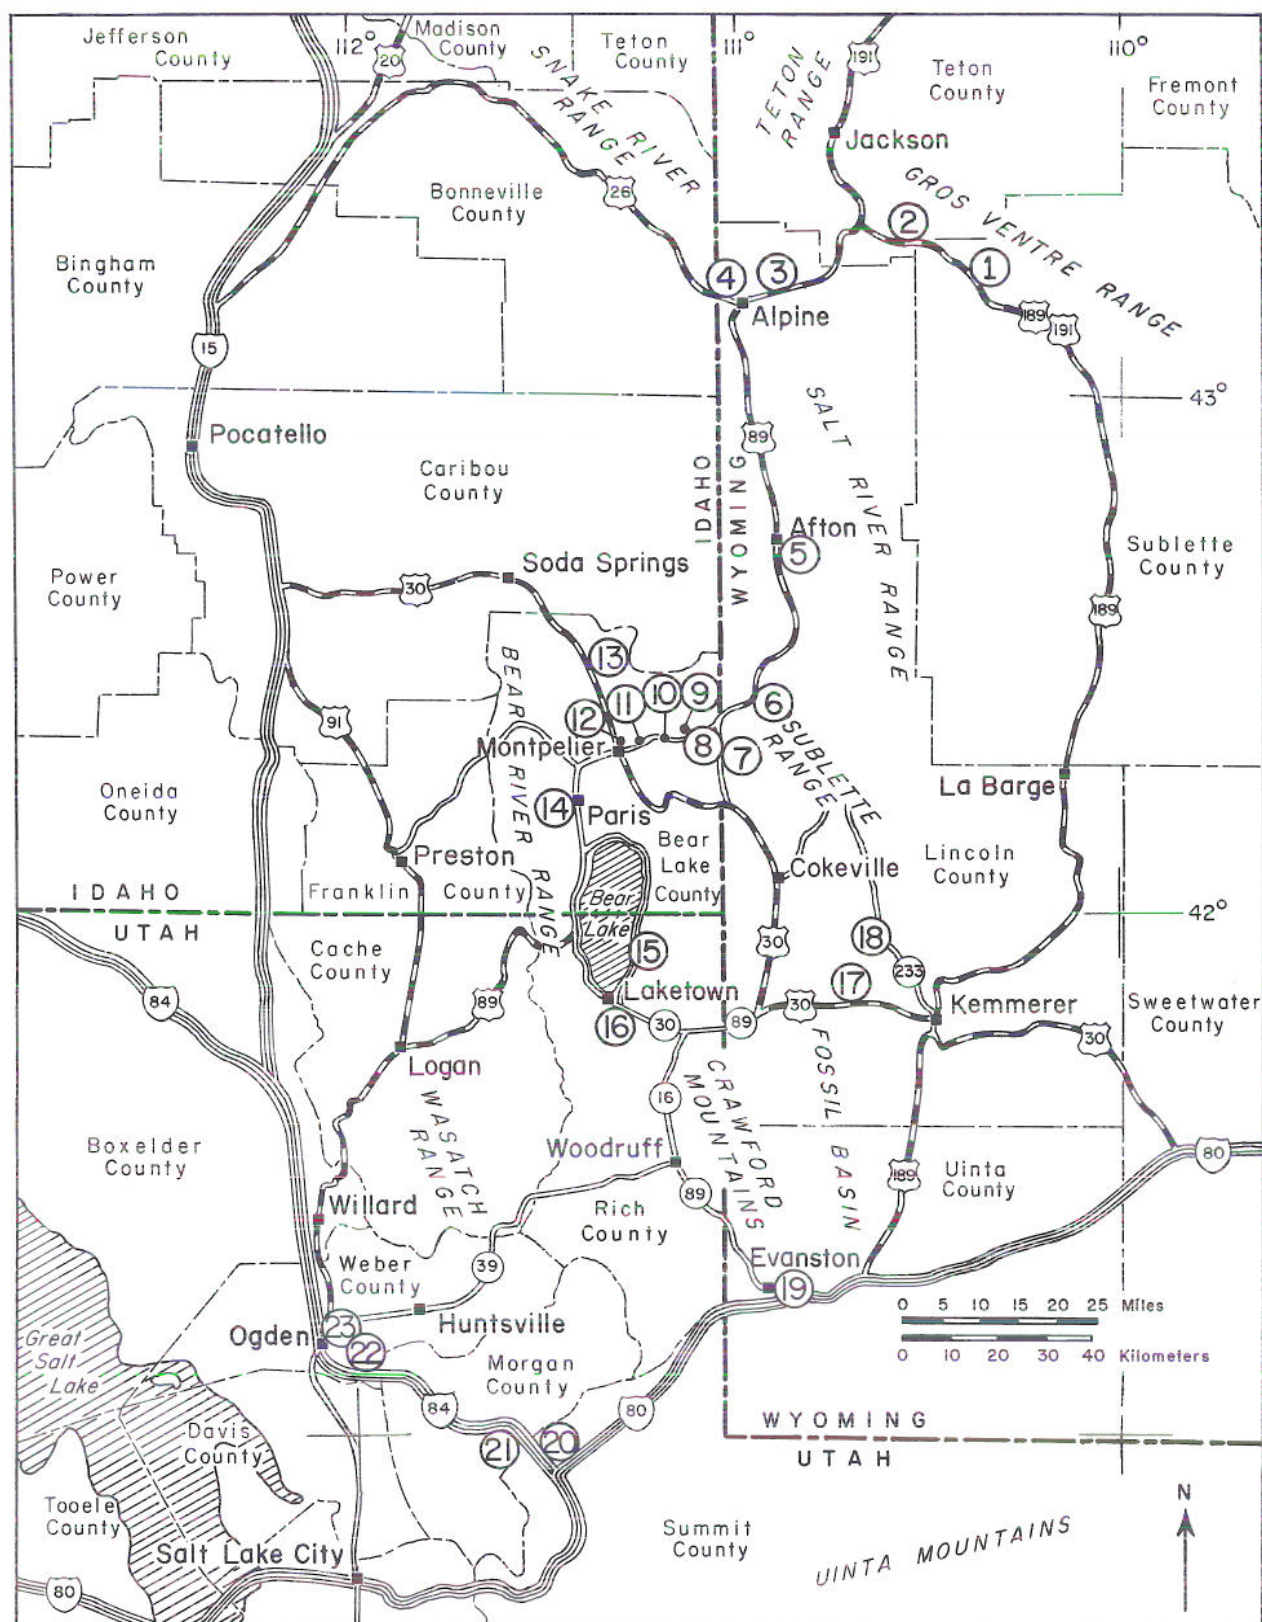 Jefferson
County
112°
20
Madison
County
Teton
County
SNAKE RIVER
RANGE
111°
TETON
RANGE
191
Teton
County
110°
Fremont
County
Jackson
Bonneville
County
26
GROS VENTRE RANGE
2
1
Bingham
County
4
3
Alpine
189
191
15
43°
Pocatello
SALT RIVER RANGE
89
Caribou
County
IDAHO
WYOMING
Afton
5
Soda Springs
Sublette
County
Power
County
30
189
13
BEAR RIVER RANGE
12
11
10
9
6
91
Montpelier
8
7
SUBLETTE
RANGE
La Barge
Oneida
County
14
Paris
Bear
Lake
County
Preston
Cokeville
Lincoln
County
Franklin
County
Bear
Lake
IDAHO
UTAH
42°
Cache
County
15
30
18
84
89
Laketown
17
233
16
30
89
30
Kemmerer
Sweetwater
County
Logan
FOSSIL BASIN
30
WASATCH
RANGE
16
CRAWFORD
MOUNTAINS
Boxelder
County
Woodruff
80
89
189
Uinta
County
Willard
Rich
County
Weber
County
39
Evanston
19
0 5 10 15 20 25 Miles
23
Huntsville
Ogden
22
0 10 20 30 40 Kilometers
Great
Salt
Lake
Morgan
County
84
80
WYOMING
UTAH
Davis
County
21
20
Tooele
County
N
Summit
County
UINTA MOUNTAINS
Salt Lake City
80